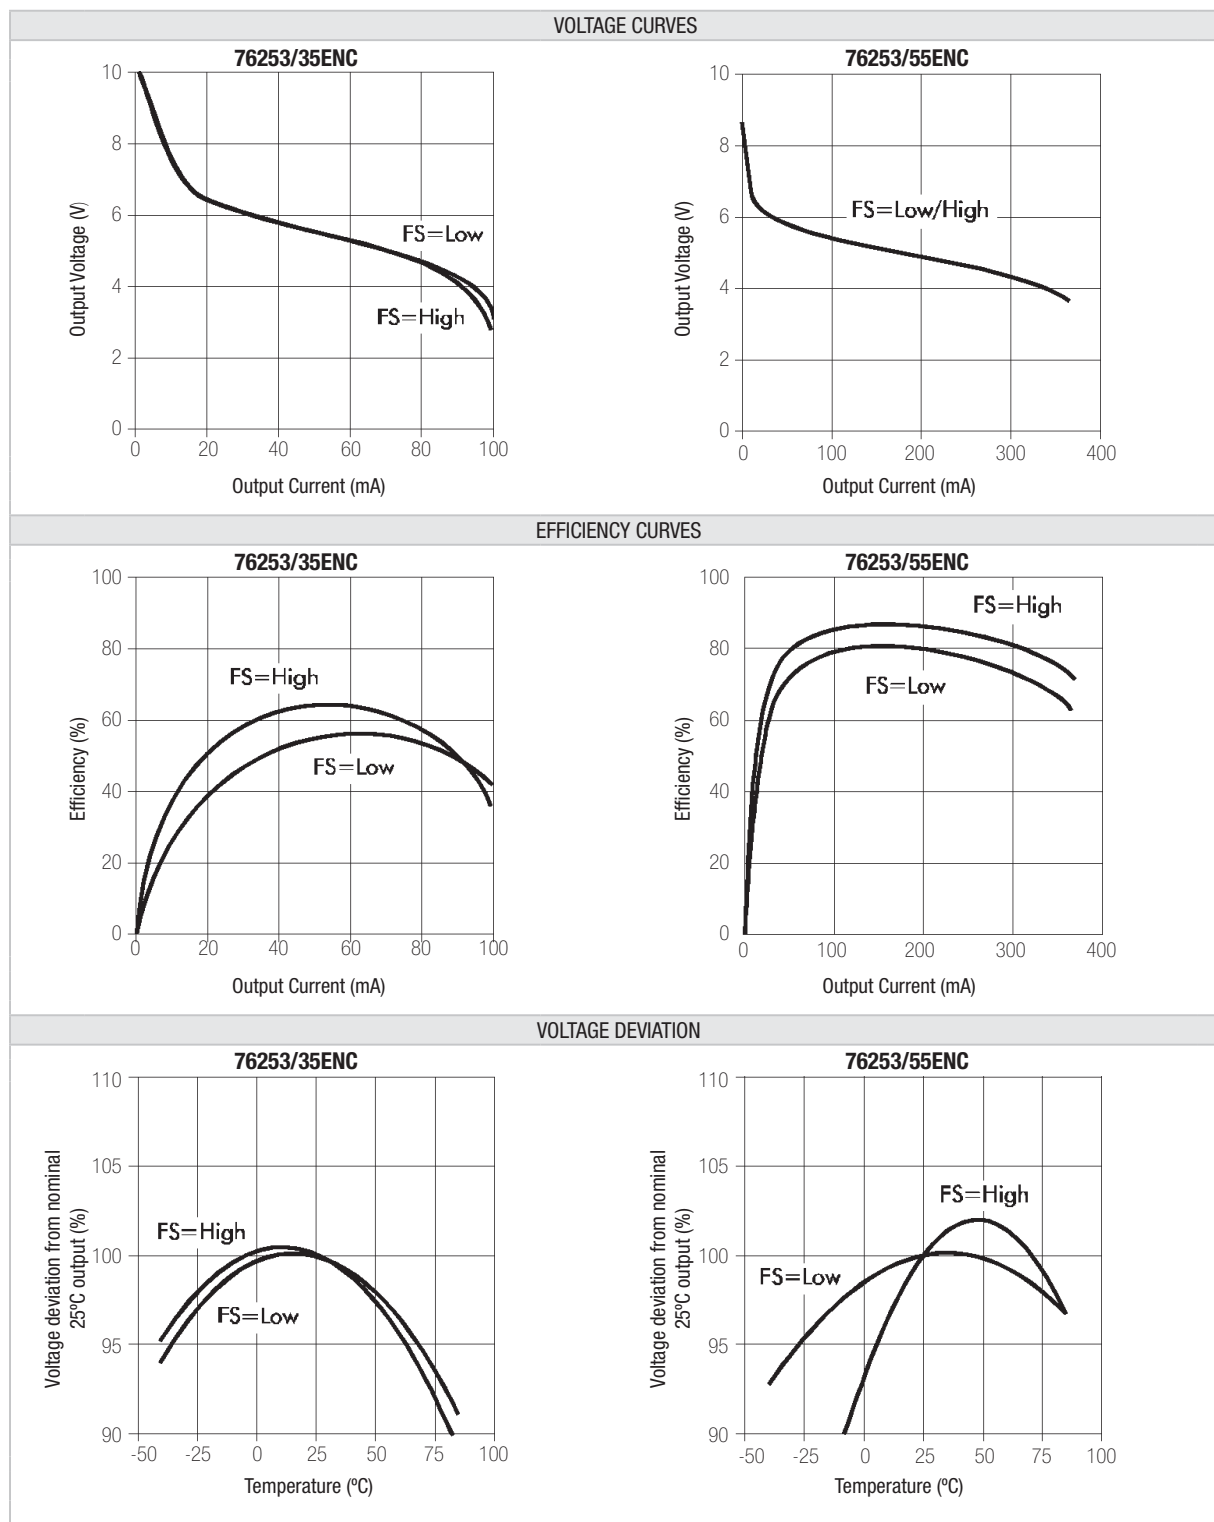 VOLTAGE CURVES
76253/35ENC
10
8
6
4
2
0
Output Voltage (V)
FS=Low
FS=High
0 20 40 60 80 100
Output Current (mA)
76253/55ENC
10
8
6
4
2
0
Output Voltage (V)
FS=Low/High
0 100 200 300 400
Output Current (mA)
EFFICIENCY CURVES
76253/35ENC
100
80
60
40
20
0
Efficiency (%)
FS=High
FS=Low
0 20 40 60 80 100
Output Current (mA)
76253/55ENC
100
80
60
40
20
0
Efficiency (%)
FS=High
FS=Low
0 100 200 300 400
Output Current (mA)
VOLTAGE DEVIATION
76253/35ENC
110
105
100
95
90
Voltage deviation from nominal
25ºC output (%)
FS=High
FS=Low
-50 -25 0 25 50 75 100
Temperature (ºC)
76253/55ENC
110
105
100
95
90
Voltage deviation from nominal
25ºC output (%)
FS=High
FS=Low
-50 -25 0 25 50 75 100
Temperature (ºC)